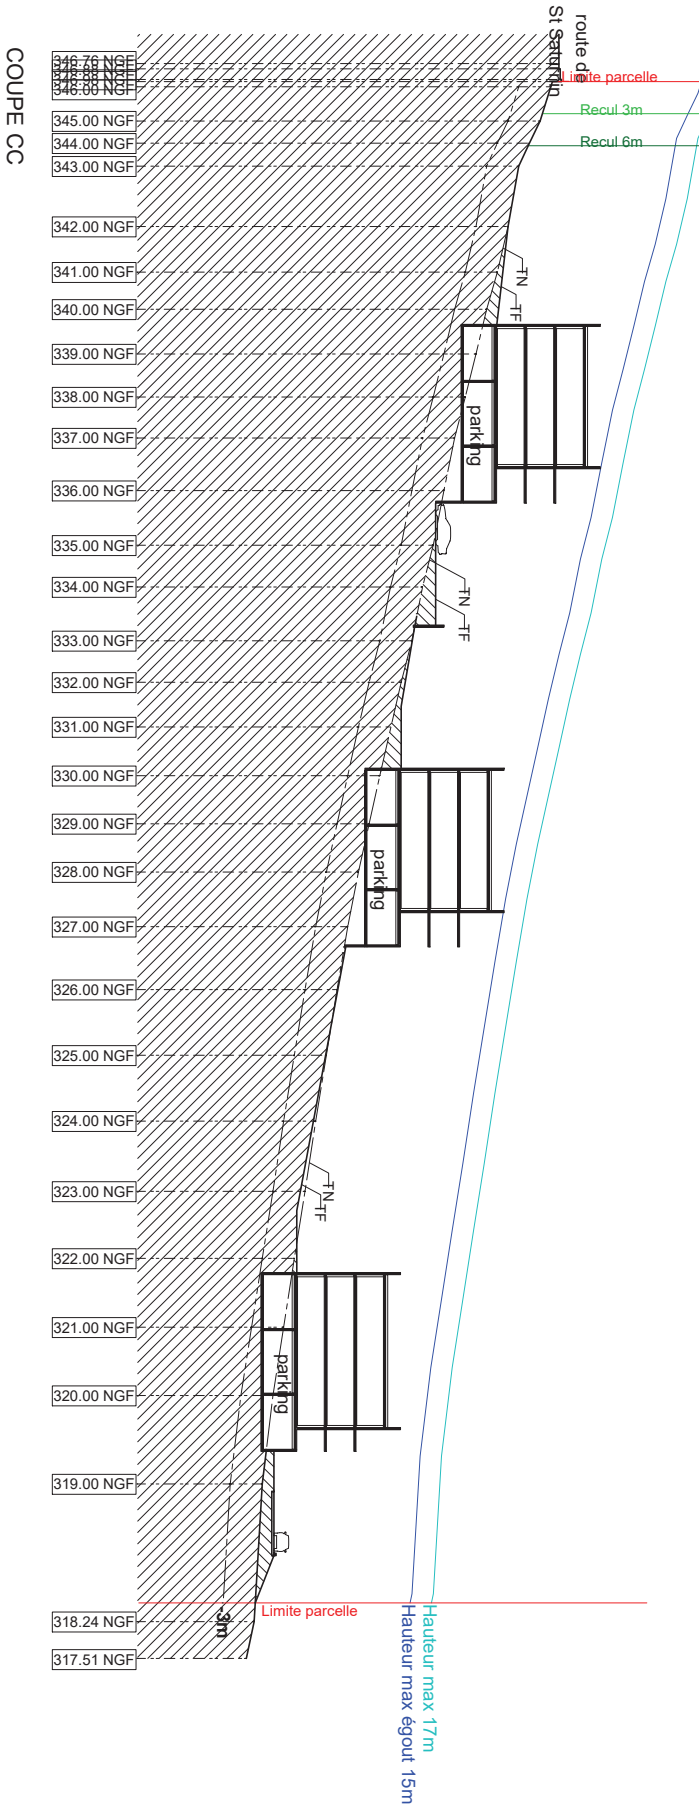 COUPE CC
route de
St Saturnin
346.76 NGF
Limite parcelle
Recul 3m
345.00 NGF
Recul 6m
344.00 NGF
343.00 NGF
342.00 NGF
TN
341.00 NGF
TF
340.00 NGF
339.00 NGF
338.00 NGF
parking
337.00 NGF
336.00 NGF
335.00 NGF
334.00 NGF
TN
TF
333.00 NGF
332.00 NGF
331.00 NGF
330.00 NGF
329.00 NGF
328.00 NGF
parking
327.00 NGF
326.00 NGF
325.00 NGF
324.00 NGF
323.00 NGF
TN
TF
322.00 NGF
321.00 NGF
parking
320.00 NGF
319.00 NGF
-3m
Limite parcelle
318.24 NGF
317.51 NGF
Hauteur max 17m
Hauteur max égout 15m